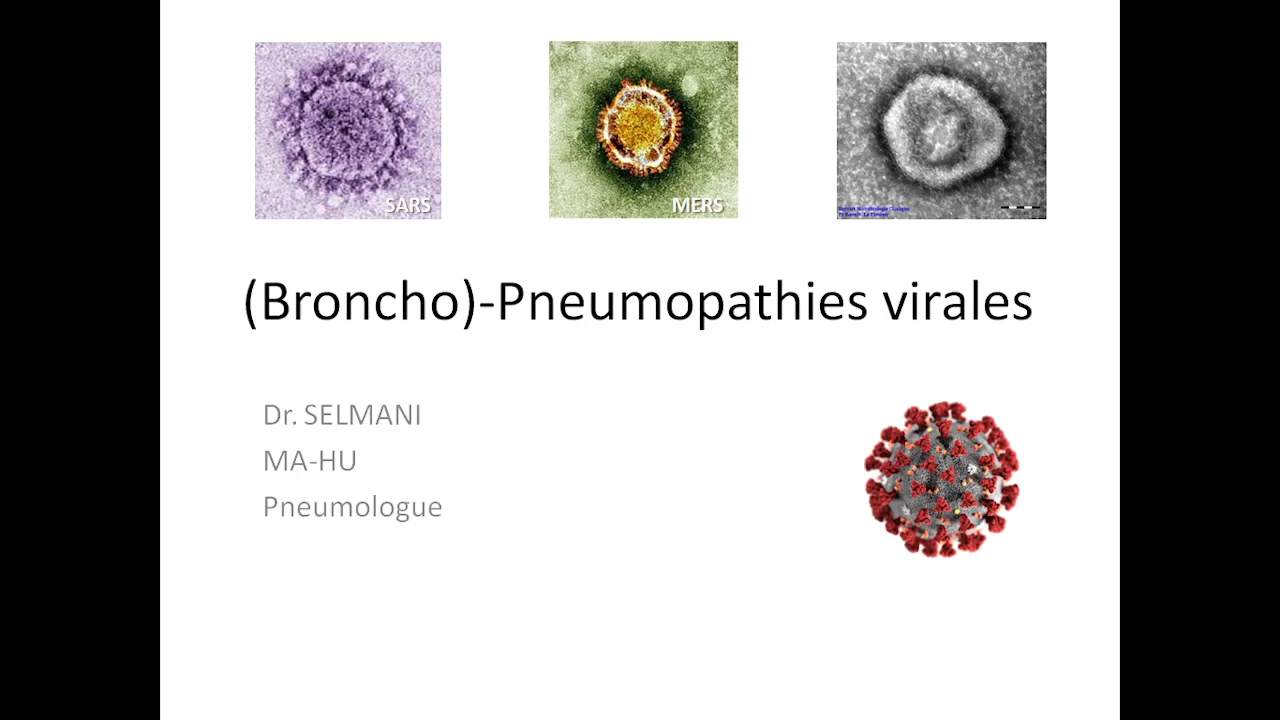 SARS
MERS
(Broncho)-Pneumopathies virales
Dr. SELMANI
MA-HU
Pneumologue